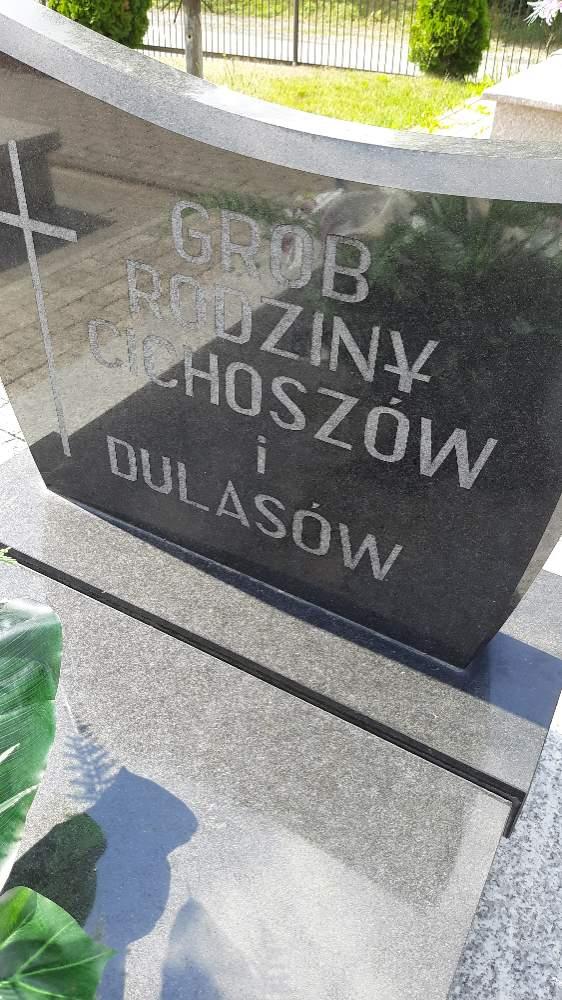 GRÓB
RODZINY
CICHOSZÓW
i
DULASÓW